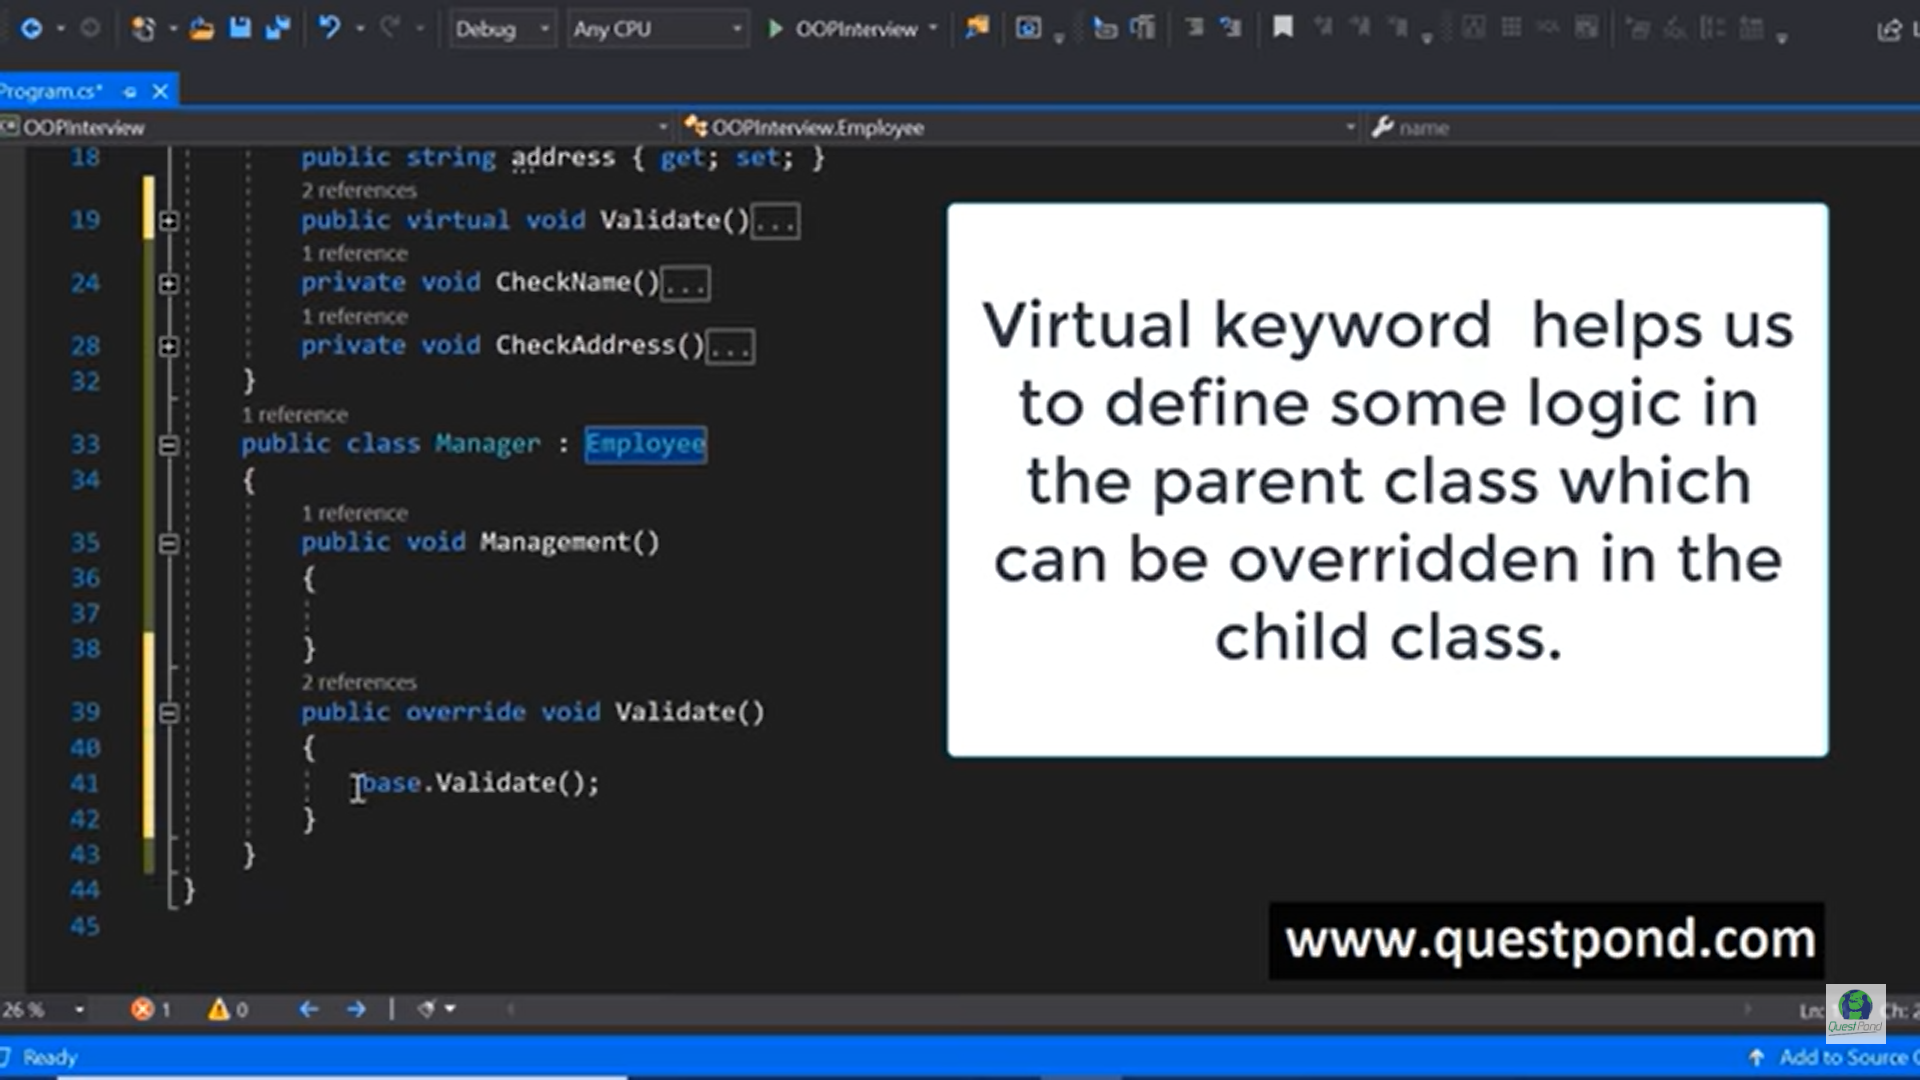 Debug Any CPU OOPInterview
Program.cs*
OOPInterview OOPInterview.Employee name
18 public string address { get; set; }
2 references
19 public virtual void Validate()...
1 reference
24 private void CheckName()...
1 reference
28 private void CheckAddress()...
32 }
1 reference
33 public class Manager : Employee
34 {
1 reference
35 public void Management()
36 {
37
38 }
2 references
39 public override void Validate()
40 {
41 base.Validate();
42 }
43 }
44 }
45
Virtual keyword helps us
to define some logic in
the parent class which
can be overridden in the
child class.
www.questpond.com
26 % 1 0 Ln: Ch:
QuestPond
Ready Add to Source